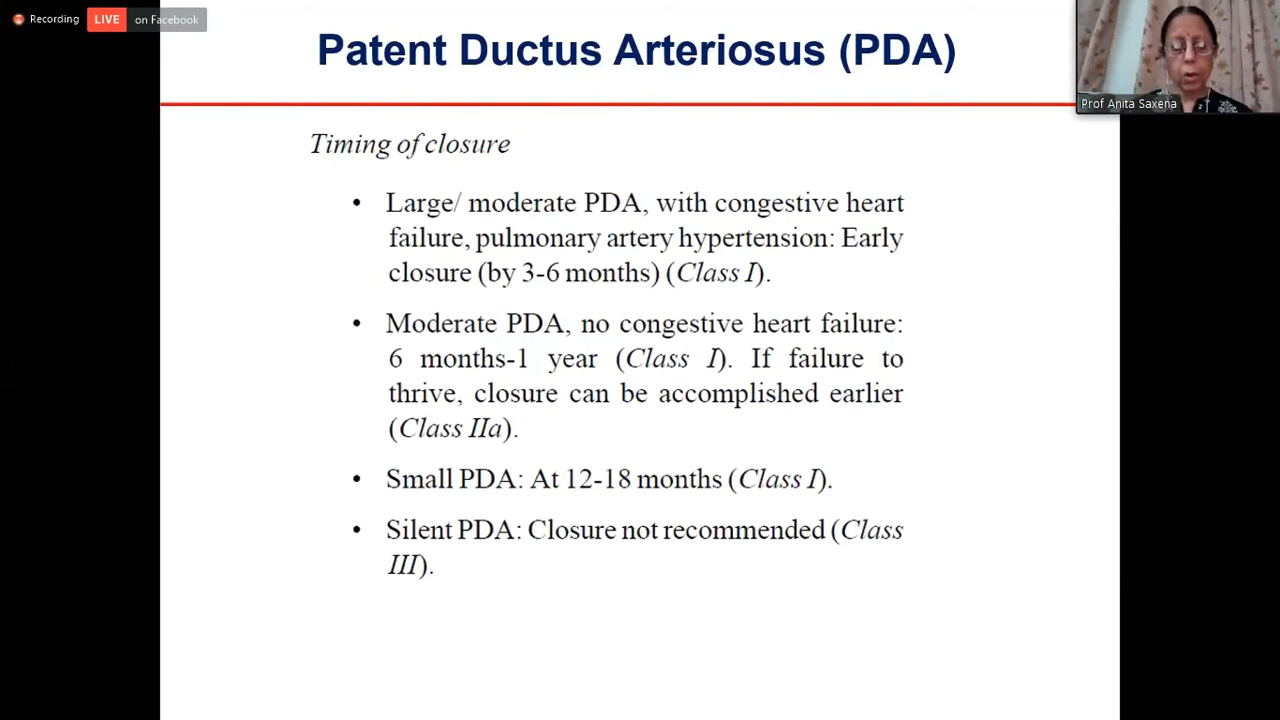 Recording LIVE on Facebook
Patent Ductus Arteriosus (PDA)
Prof Anita Saxena
Timing of closure
• Large/ moderate PDA, with congestive heart
failure, pulmonary artery hypertension: Early
closure (by 3-6 months) (Class I).
• Moderate PDA, no congestive heart failure:
6 months-1 year (Class I). If failure to
thrive, closure can be accomplished earlier
(Class IIa).
• Small PDA: At 12-18 months (Class I).
• Silent PDA: Closure not recommended (Class
III).